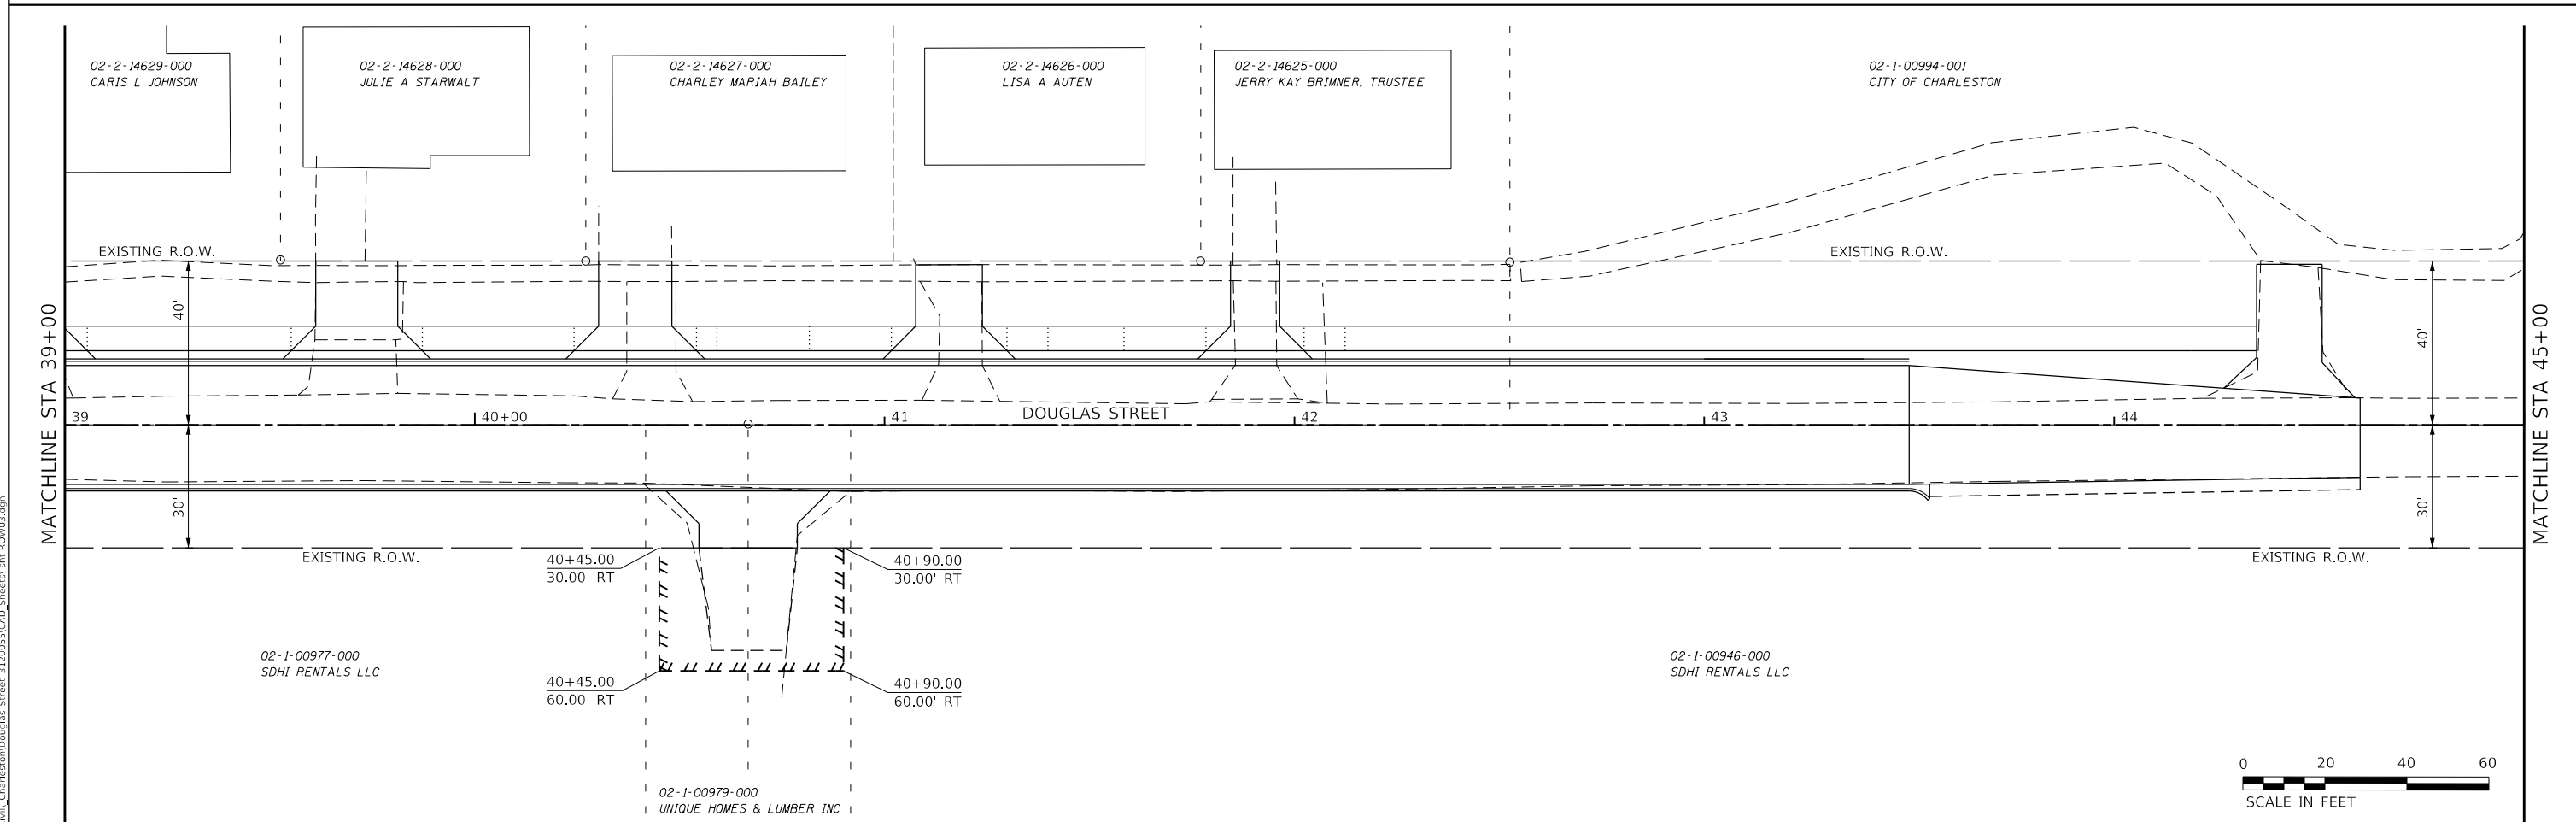 02-2-14629-000
CARIS L JOHNSON
02-2-14628-000
JULIE A STARWALT
02-2-14627-000
CHARLEY MARIAH BAILEY
02-2-14626-000
LISA A AUTEN
02-2-14625-000
JERRY KAY BRIMNER, TRUSTEE
02-1-00994-001
CITY OF CHARLESTON
EXISTING R.O.W.
EXISTING R.O.W.
MATCHLINE STA 39+00
40'
40'
MATCHLINE STA 45+00
39
40+00
41
DOUGLAS STREET
42
43
44
30'
30'
EXISTING R.O.W.
40+45.00
30.00' RT
40+90.00
30.00' RT
EXISTING R.O.W.
02-1-00977-000
SDHI RENTALS LLC
40+45.00
60.00' RT
40+90.00
60.00' RT
02-1-00946-000
SDHI RENTALS LLC
02-1-00979-000
UNIQUE HOMES & LUMBER INC
0 20 40 60
SCALE IN FEET